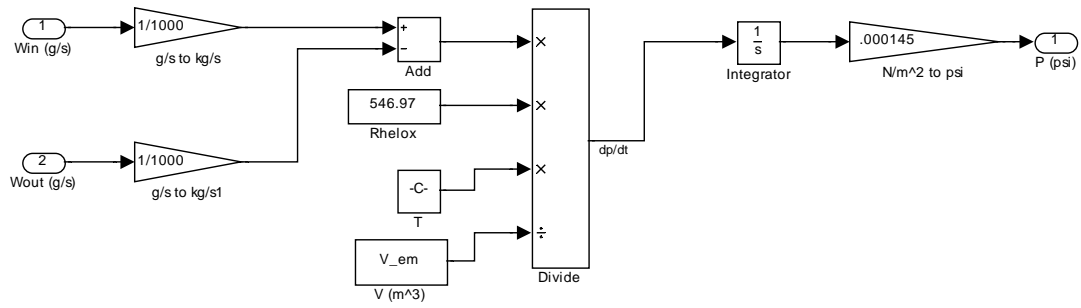 1
Win (g/s)
1/1000
g/s to kg/s
+
−
Add
×
546.97
Rhelox
×
2
Wout (g/s)
1/1000
g/s to kg/s1
-C-
T
×
V_em
V (m^3)
÷
Divide
dp/dt
1
s
Integrator
.000145
N/m^2 to psi
1
P (psi)